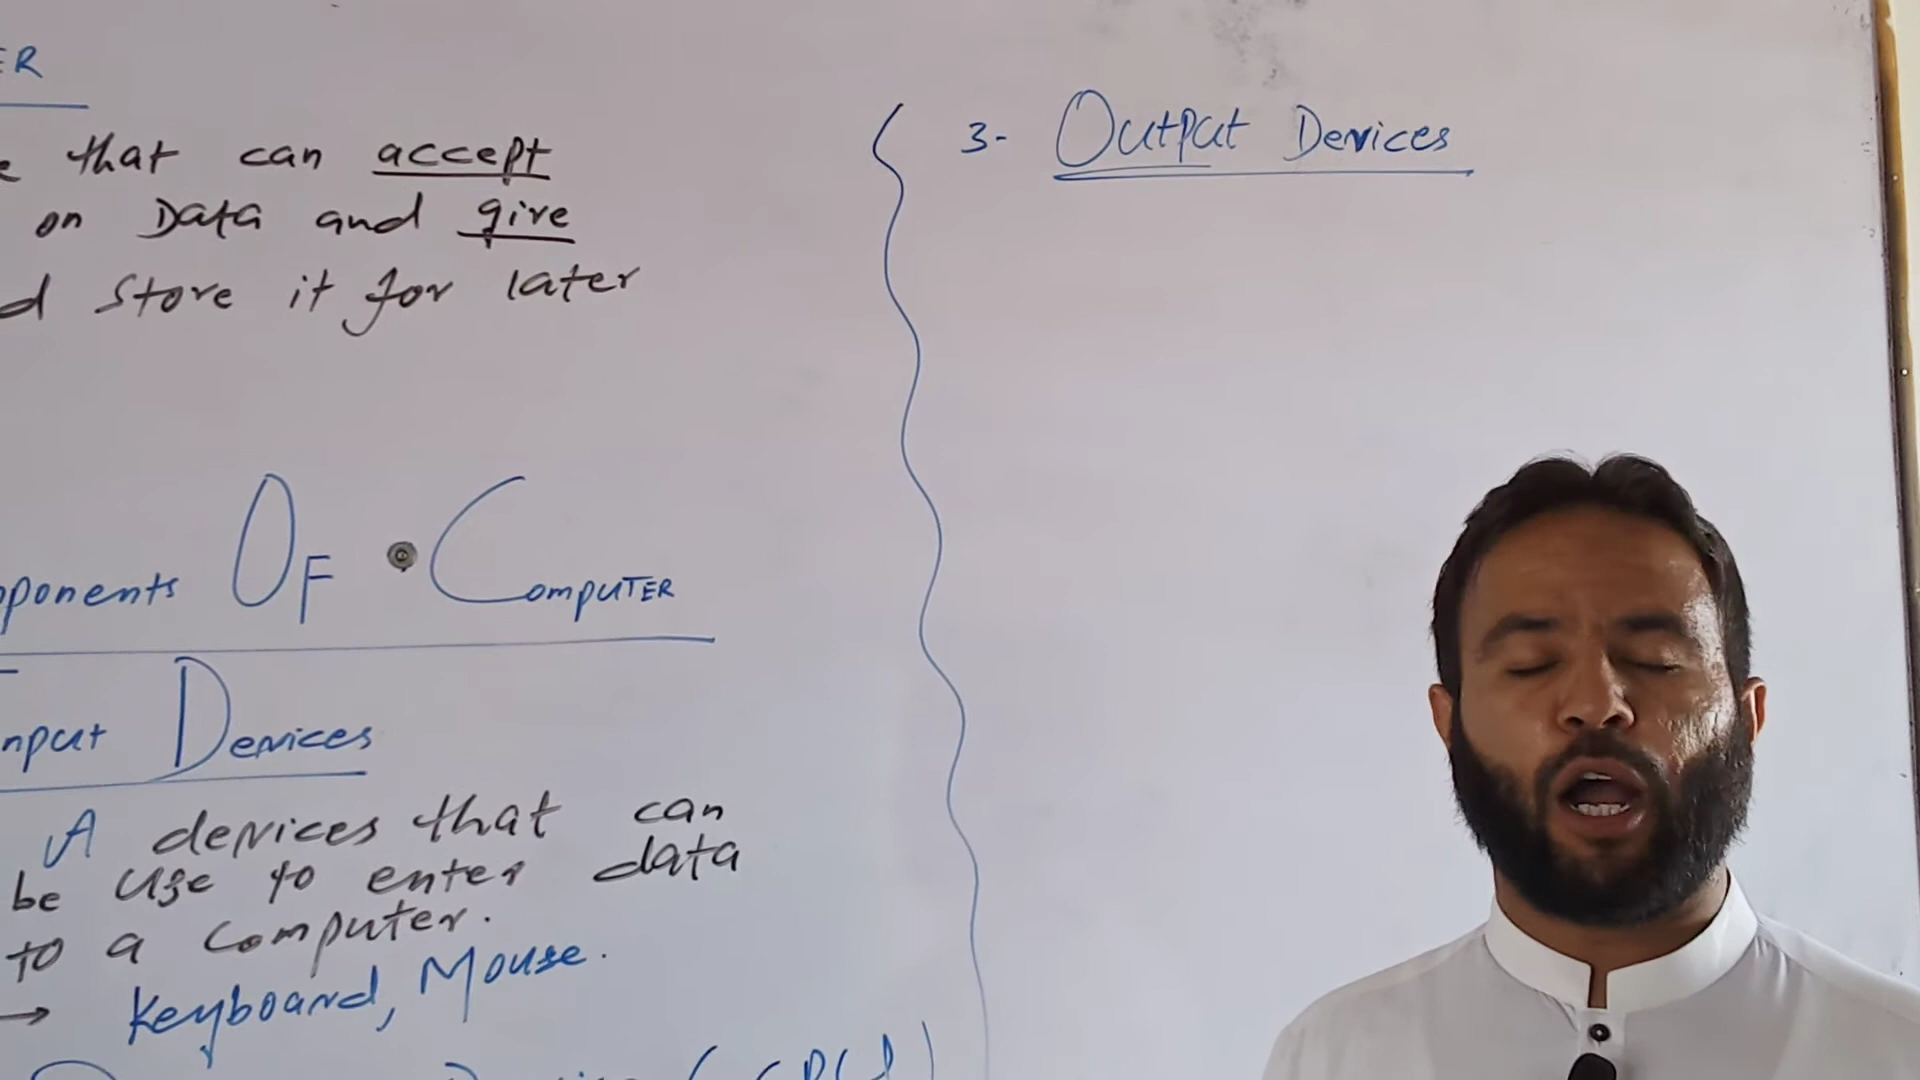 ER
that can accept
on Data and give
d store it for later
ponents OF COMPUTER
nput Devices
A devices that can
be use to enter data
to a computer.
→ Keyboard, Mouse.
(CPU)
3- Output Devices